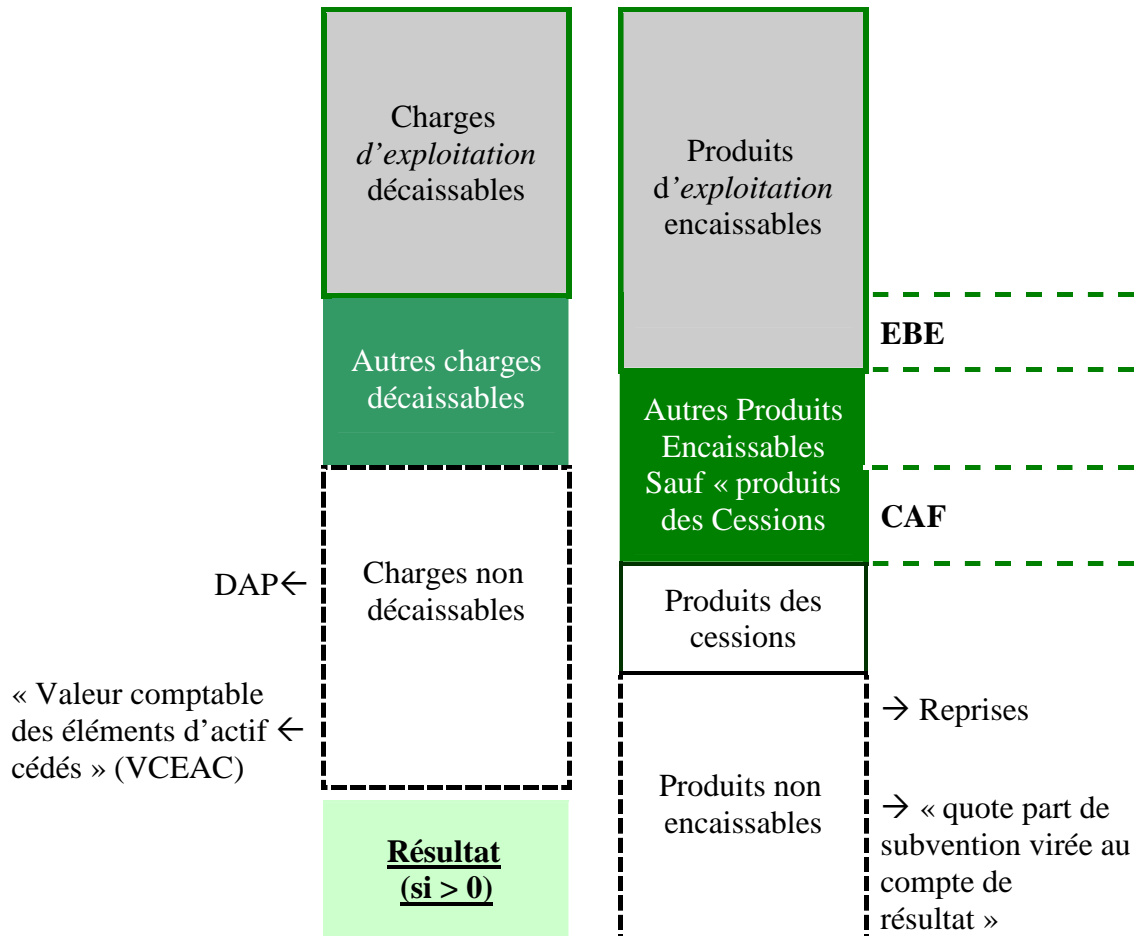 Charges
d’exploitation
décaissables
Produits
d’exploitation
encaissables
EBE
Autres charges
décaissables
Autres Produits
Encaissables
Sauf « produits
des Cessions
CAF
DAP←
Charges non
décaissables
Produits des
cessions
« Valeur comptable
des éléments d’actif ←
cédés » (VCEAC)
→ Reprises
Produits non
encaissables
→ « quote part de
subvention virée au
compte de
résultat »
Résultat
(si > 0)